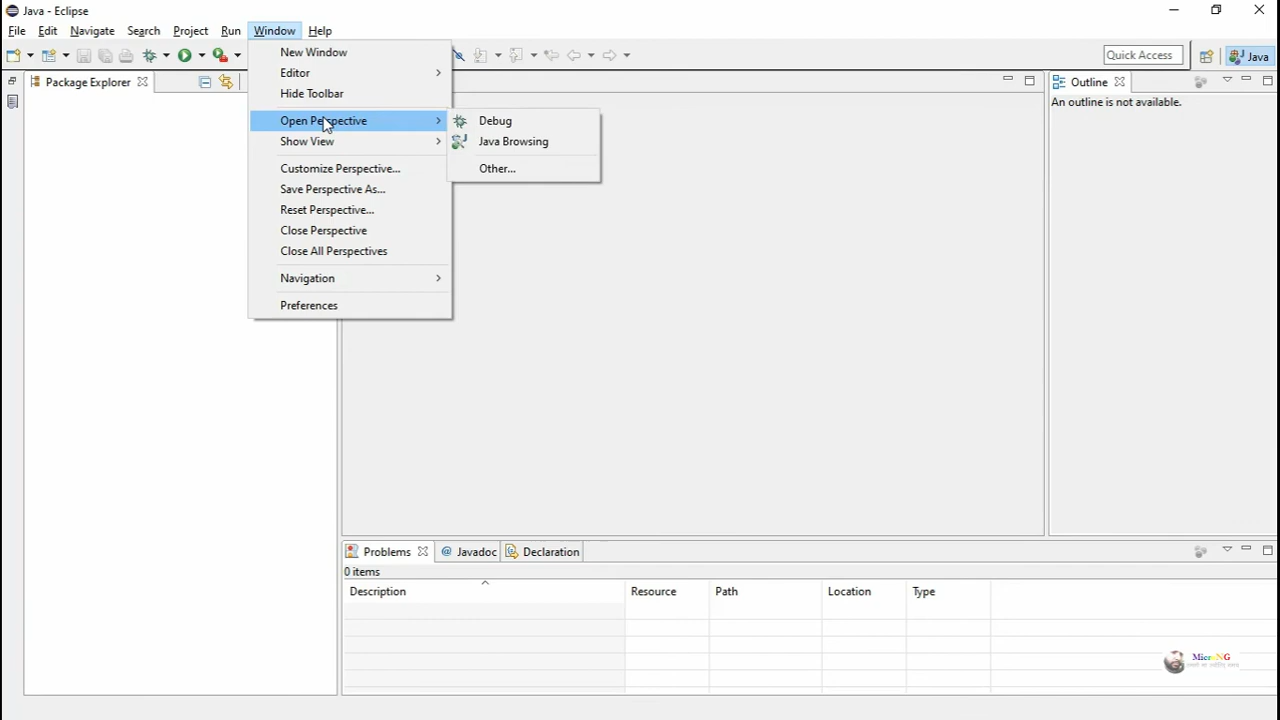 Java - Eclipse
File Edit Navigate Search Project Run Window Help
Quick Access
Java
Package Explorer
New Window
Editor
Hide Toolbar
Open Perspective
Show View
Customize Perspective...
Save Perspective As...
Reset Perspective...
Close Perspective
Close All Perspectives
Navigation
Preferences
Debug
Java Browsing
Other...
Outline
An outline is not available.
Problems @ Javadoc Declaration
0 items
Description Resource Path Location Type
MicroNG